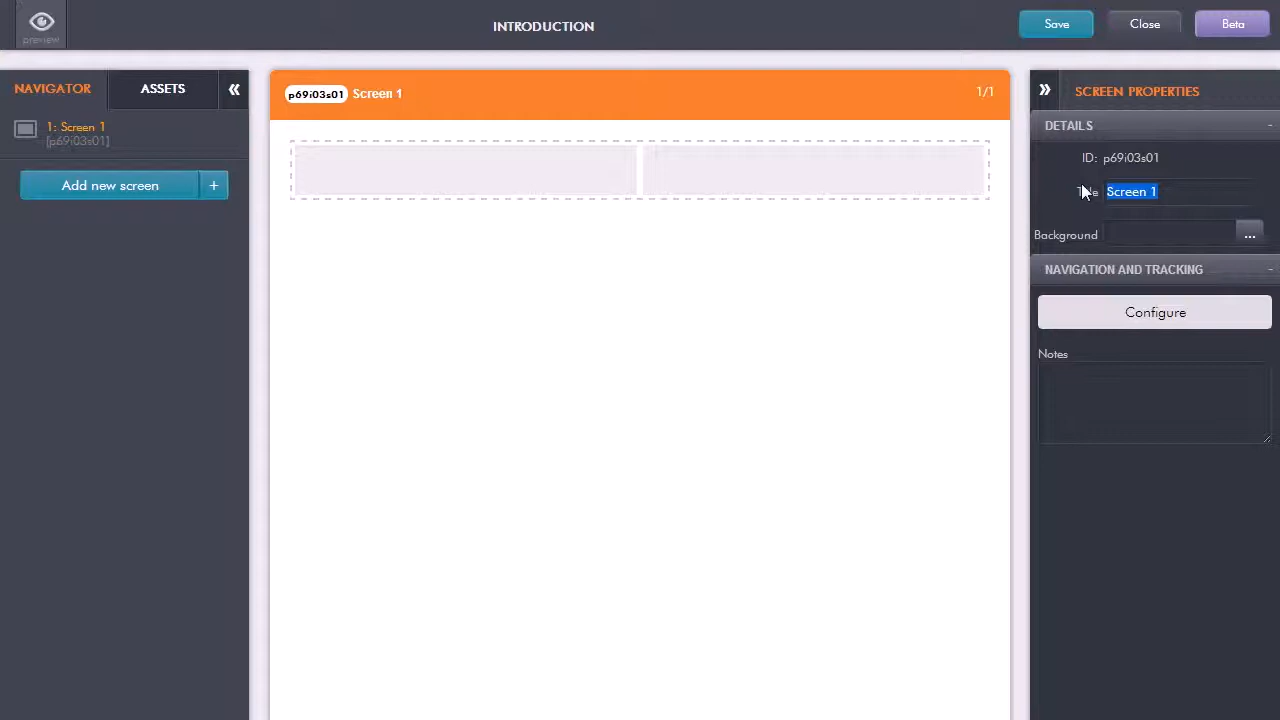 preview
INTRODUCTION
Save
Close
Beta
NAVIGATOR
ASSETS
«
1: Screen 1
[p69i03s01]
Add new screen
+
p69i03s01 Screen 1
1/1
» SCREEN PROPERTIES
DETAILS -
ID: p69i03s01
Title Screen 1
Background ...
NAVIGATION AND TRACKING -
Configure
Notes